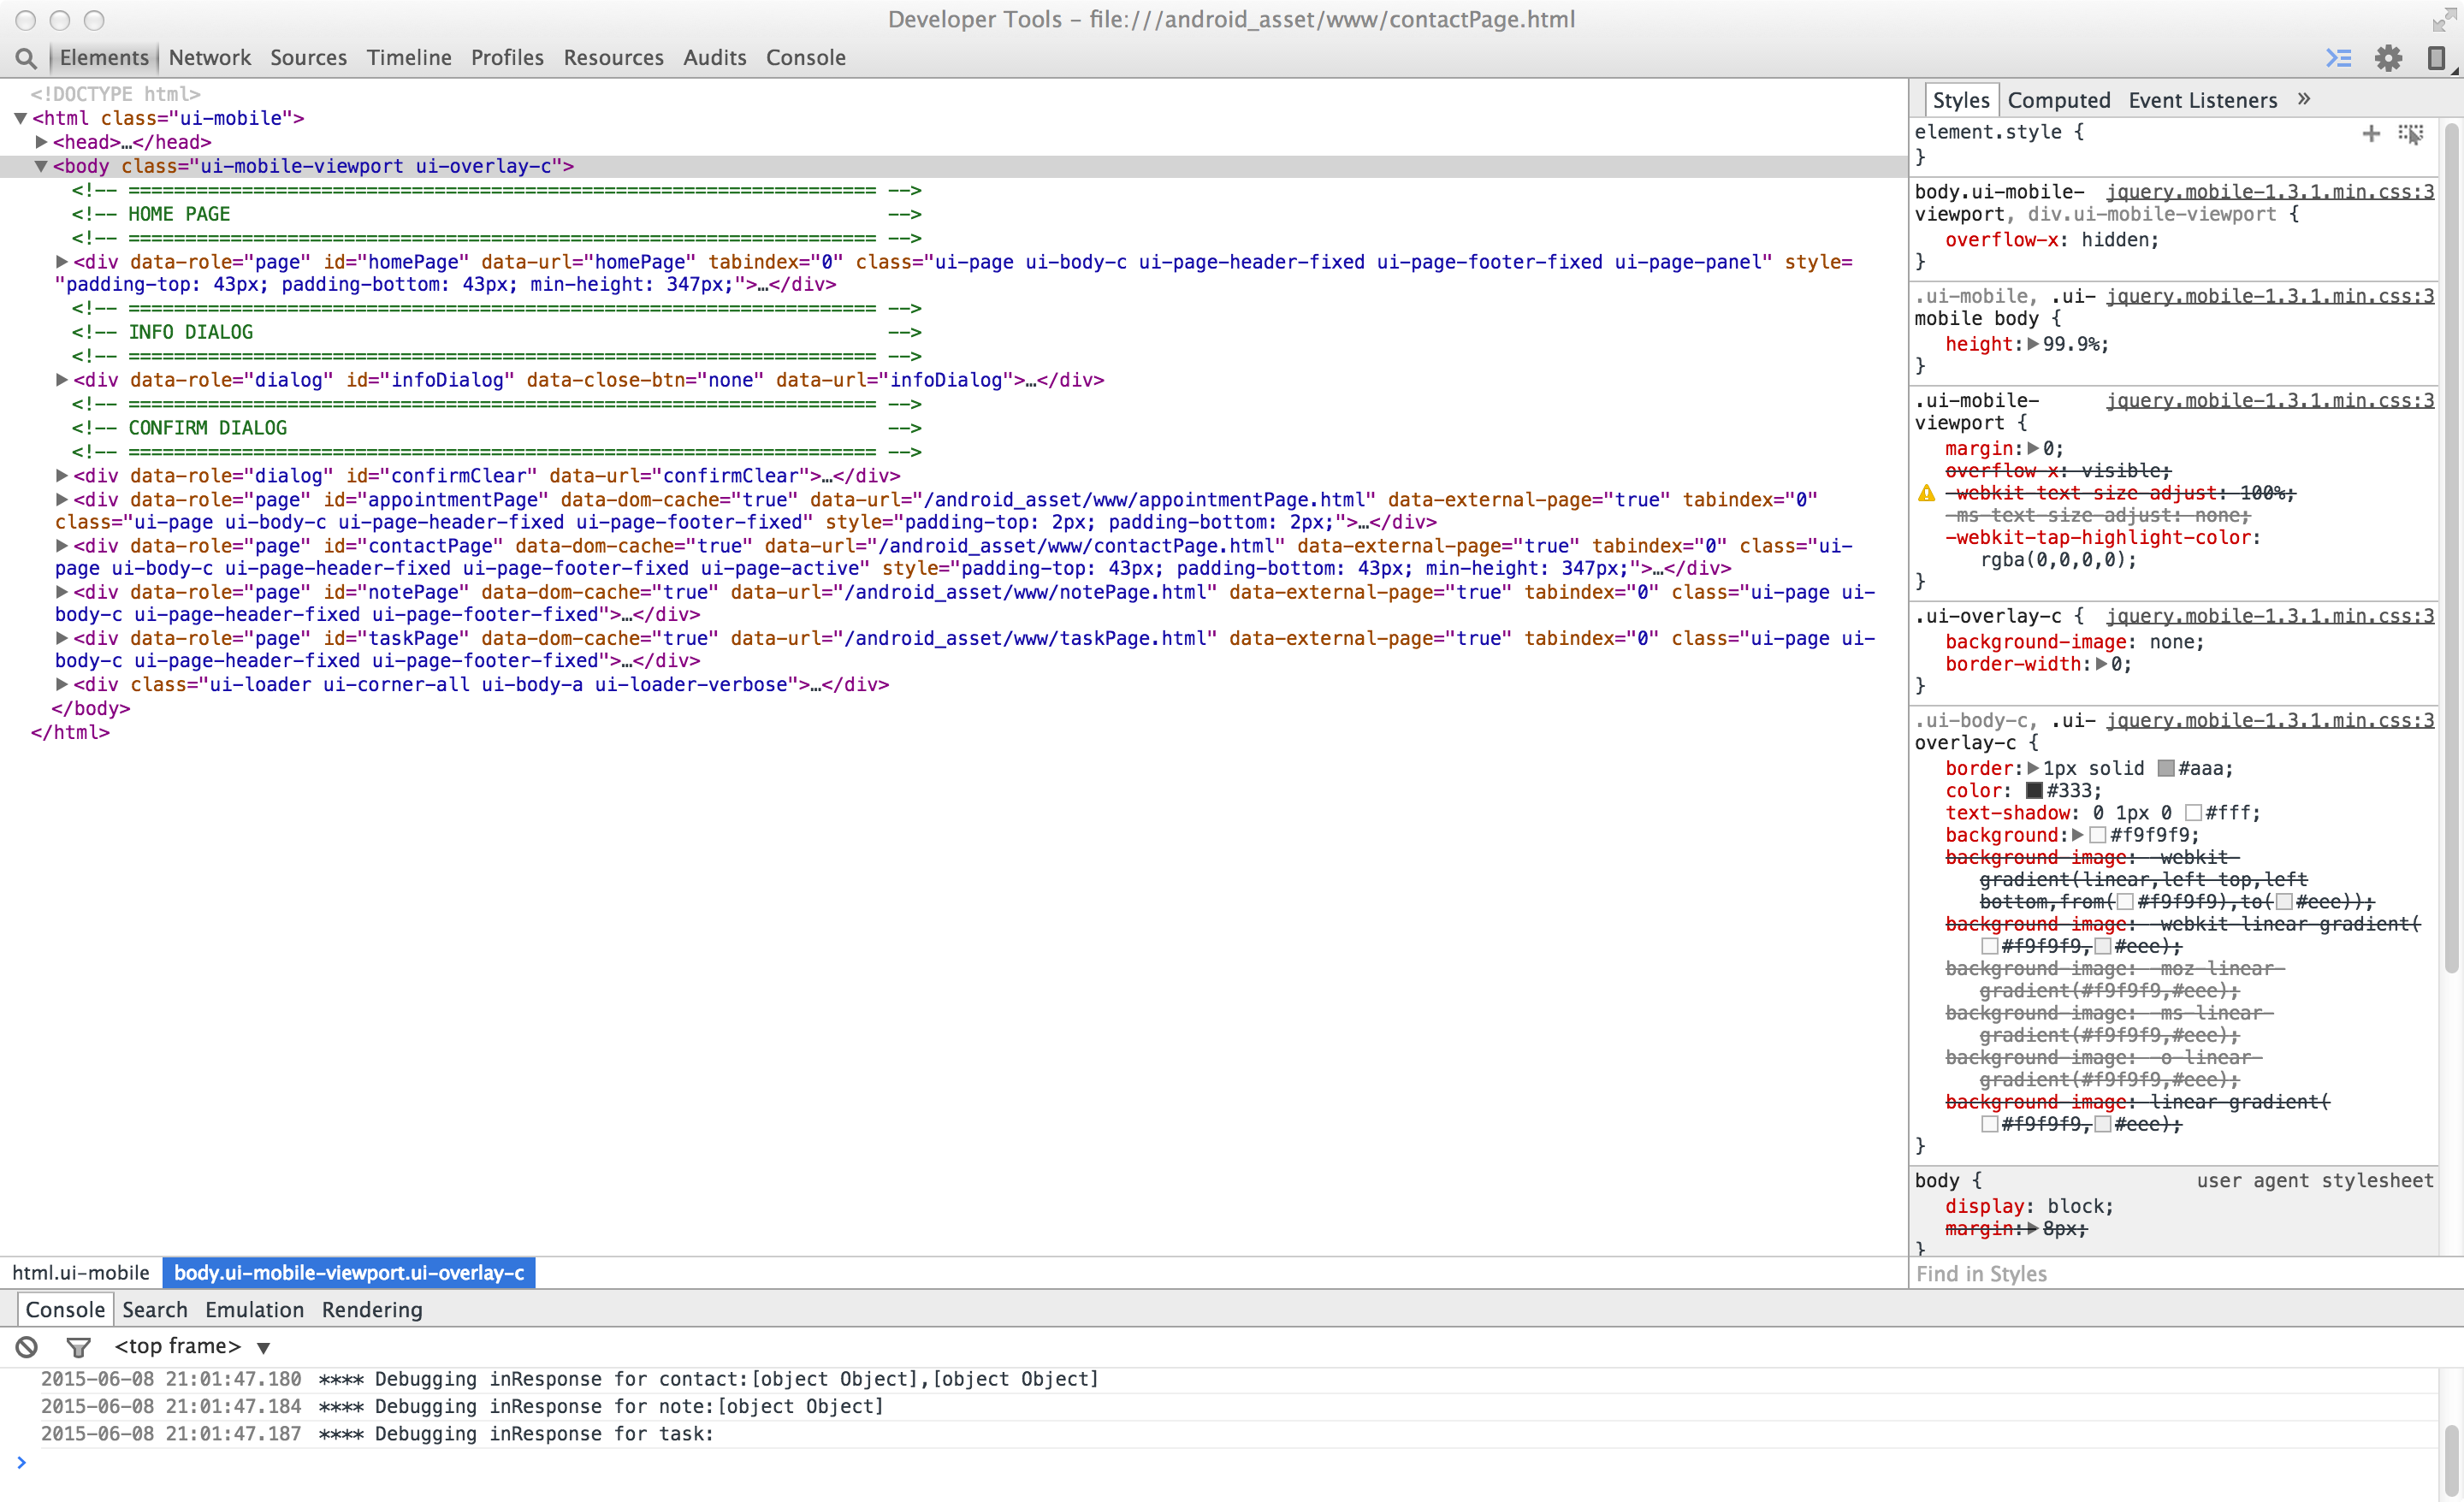 Developer Tools - file:///android_asset/www/contactPage.html
Elements Network Sources Timeline Profiles Resources Audits Console
<!DOCTYPE html>
▼<html class="ui-mobile">
▶<head>…</head>
▼<body class="ui-mobile-viewport ui-overlay-c">
<!-- ================================================================== -->
<!-- HOME PAGE -->
<!-- ================================================================== -->
▶<div data-role="page" id="homePage" data-url="homePage" tabindex="0" class="ui-page ui-body-c ui-page-header-fixed ui-page-footer-fixed ui-page-panel" style=
"padding-top: 43px; padding-bottom: 43px; min-height: 347px;">…</div>
<!-- ================================================================== -->
<!-- INFO DIALOG -->
<!-- ================================================================== -->
▶<div data-role="dialog" id="infoDialog" data-close-btn="none" data-url="infoDialog">…</div>
<!-- ================================================================== -->
<!-- CONFIRM DIALOG -->
<!-- ================================================================== -->
▶<div data-role="dialog" id="confirmClear" data-url="confirmClear">…</div>
▶<div data-role="page" id="appointmentPage" data-dom-cache="true" data-url="/android_asset/www/appointmentPage.html" data-external-page="true" tabindex="0"
class="ui-page ui-body-c ui-page-header-fixed ui-page-footer-fixed" style="padding-top: 2px; padding-bottom: 2px;">…</div>
▶<div data-role="page" id="contactPage" data-dom-cache="true" data-url="/android_asset/www/contactPage.html" data-external-page="true" tabindex="0" class="ui-
page ui-body-c ui-page-header-fixed ui-page-footer-fixed ui-page-active" style="padding-top: 43px; padding-bottom: 43px; min-height: 347px;">…</div>
▶<div data-role="page" id="notePage" data-dom-cache="true" data-url="/android_asset/www/notePage.html" data-external-page="true" tabindex="0" class="ui-page ui-
body-c ui-page-header-fixed ui-page-footer-fixed">…</div>
▶<div data-role="page" id="taskPage" data-dom-cache="true" data-url="/android_asset/www/taskPage.html" data-external-page="true" tabindex="0" class="ui-page ui-
body-c ui-page-header-fixed ui-page-footer-fixed">…</div>
▶<div class="ui-loader ui-corner-all ui-body-a ui-loader-verbose">…</div>
</body>
</html>
html.ui-mobile body.ui-mobile-viewport.ui-overlay-c
Styles Computed Event Listeners »
element.style {
}
body.ui-mobile- jquery.mobile-1.3.1.min.css:3
viewport, div.ui-mobile-viewport {
overflow-x: hidden;
}
.ui-mobile, .ui- jquery.mobile-1.3.1.min.css:3
mobile body {
height:▶99.9%;
}
.ui-mobile- jquery.mobile-1.3.1.min.css:3
viewport {
margin:▶0;
overflow-x: visible;
-webkit-text-size-adjust: 100%;
-ms-text-size-adjust: none;
-webkit-tap-highlight-color:
rgba(0,0,0,0);
}
.ui-overlay-c { jquery.mobile-1.3.1.min.css:3
background-image: none;
border-width:▶0;
}
.ui-body-c, .ui- jquery.mobile-1.3.1.min.css:3
overlay-c {
border:▶1px solid #aaa;
color: #333;
text-shadow: 0 1px 0 #fff;
background:▶#f9f9f9;
background-image: -webkit-
gradient(linear,left top,left
bottom,from(#f9f9f9),to(#eee));
background-image: -webkit-linear-gradient(
#f9f9f9,#eee);
background-image: -moz-linear-
gradient(#f9f9f9,#eee);
background-image: -ms-linear-
gradient(#f9f9f9,#eee);
background-image: -o-linear-
gradient(#f9f9f9,#eee);
background-image: linear-gradient(
#f9f9f9,#eee);
}
body { user agent stylesheet
display: block;
margin:▶8px;
}
Find in Styles
Console Search Emulation Rendering
<top frame> ▼
2015-06-08 21:01:47.180 **** Debugging inResponse for contact:[object Object],[object Object]
2015-06-08 21:01:47.184 **** Debugging inResponse for note:[object Object]
2015-06-08 21:01:47.187 **** Debugging inResponse for task:
>